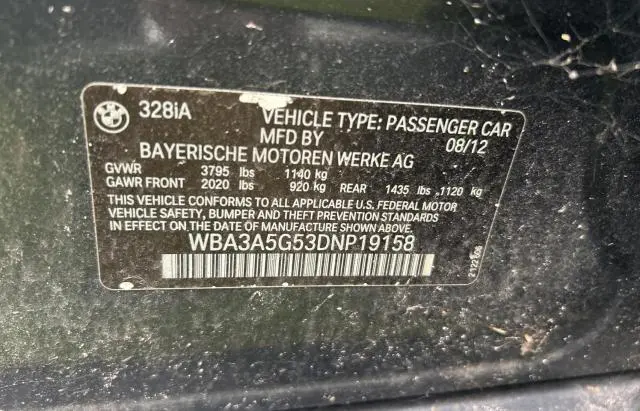 BMW
328iA
VEHICLE TYPE: PASSENGER CAR
MFD BY 08/12
BAYERISCHE MOTOREN WERKE AG
GVWR 3795 lbs 1140 kg
GAWR FRONT 2020 lbs 920 kg REAR 1435 lbs 1120 kg
THIS VEHICLE CONFORMS TO ALL APPLICABLE U.S. FEDERAL MOTOR
VEHICLE SAFETY, BUMPER AND THEFT PREVENTION STANDARDS
IN EFFECT ON THE DATE OF MANUFACTURE SHOWN ABOVE.
WBA3A5G53DNP19158